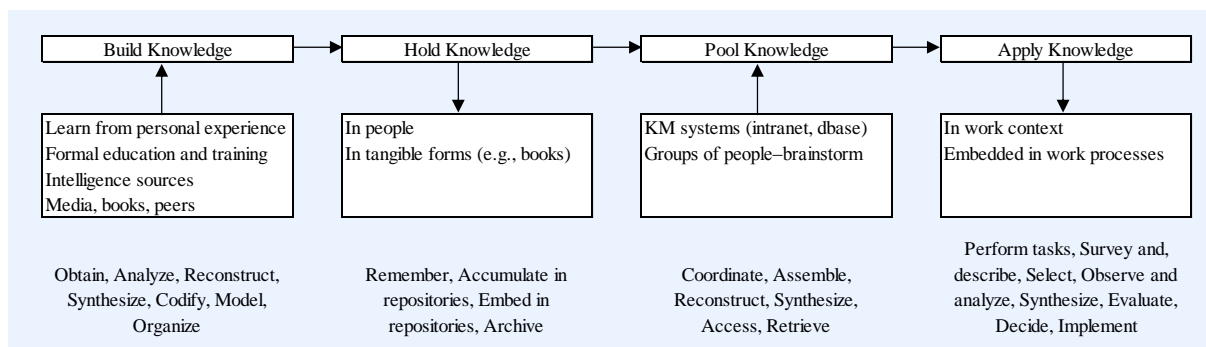 Build Knowledge
Hold Knowledge
Pool Knowledge
Apply Knowledge
Learn from personal experience
Formal education and training
Intelligence sources
Media, books, peers
In people
In tangible forms (e.g., books)
KM systems (intranet, dbase)
Groups of people–brainstorm
In work context
Embedded in work processes
Obtain, Analyze, Reconstruct,
Synthesize, Codify, Model,
Organize
Remember, Accumulate in
repositories, Embed in
repositories, Archive
Coordinate, Assemble,
Reconstruct, Synthesize,
Access, Retrieve
Perform tasks, Survey and,
describe, Select, Observe and
analyze, Synthesize, Evaluate,
Decide, Implement